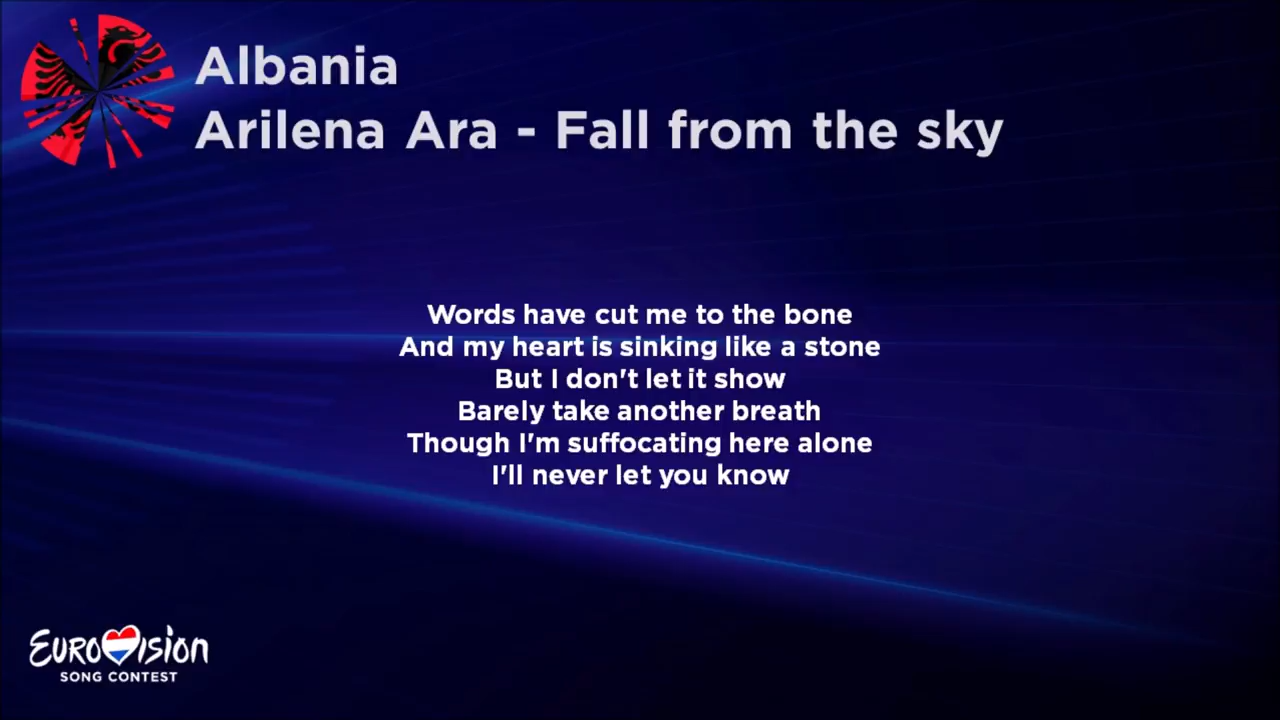 Albania
Arilena Ara - Fall from the sky
Words have cut me to the bone
And my heart is sinking like a stone
But I don't let it show
Barely take another breath
Though I'm suffocating here alone
I'll never let you know
EUROVISION
SONG CONTEST